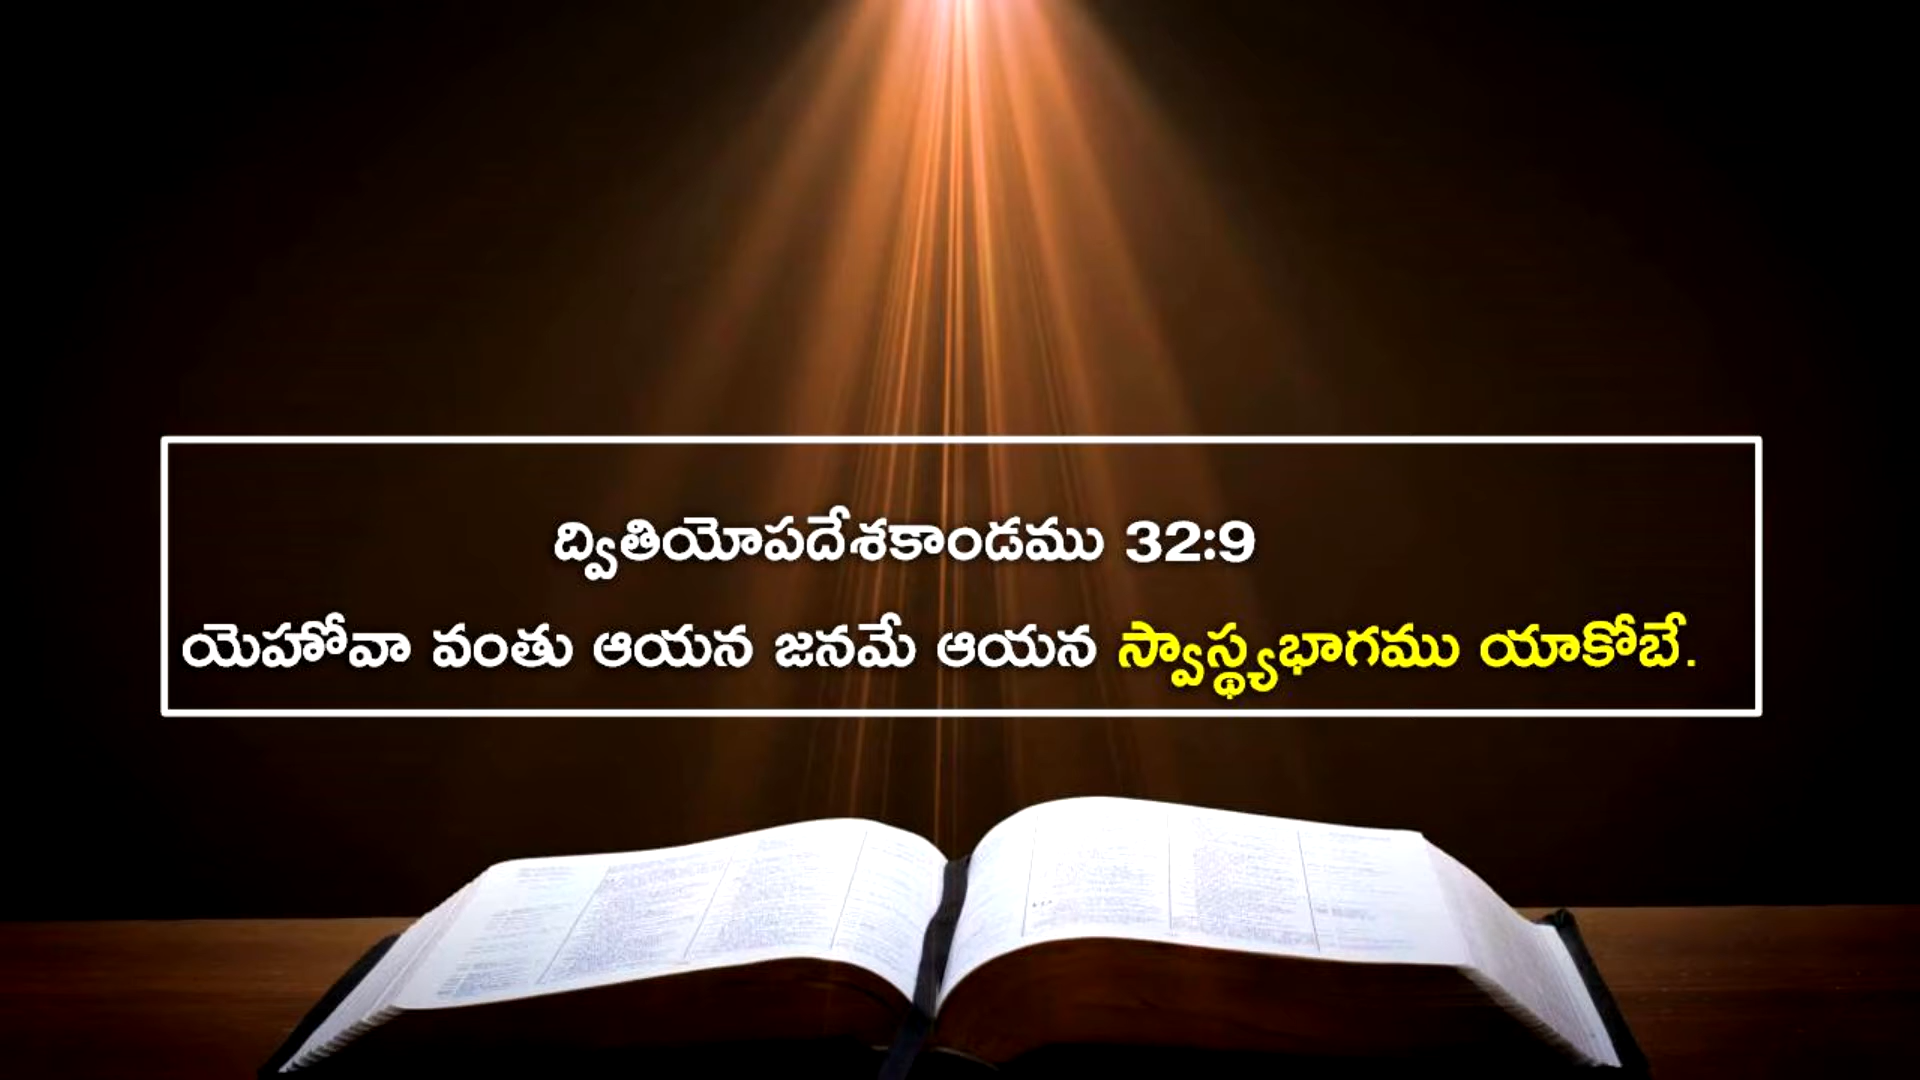 ద్వితియోపదేశకాండము 32:9
యెహోవా వంతు ఆయన జనమే ఆయన స్వాస్థ్యభాగము యాకోబే.